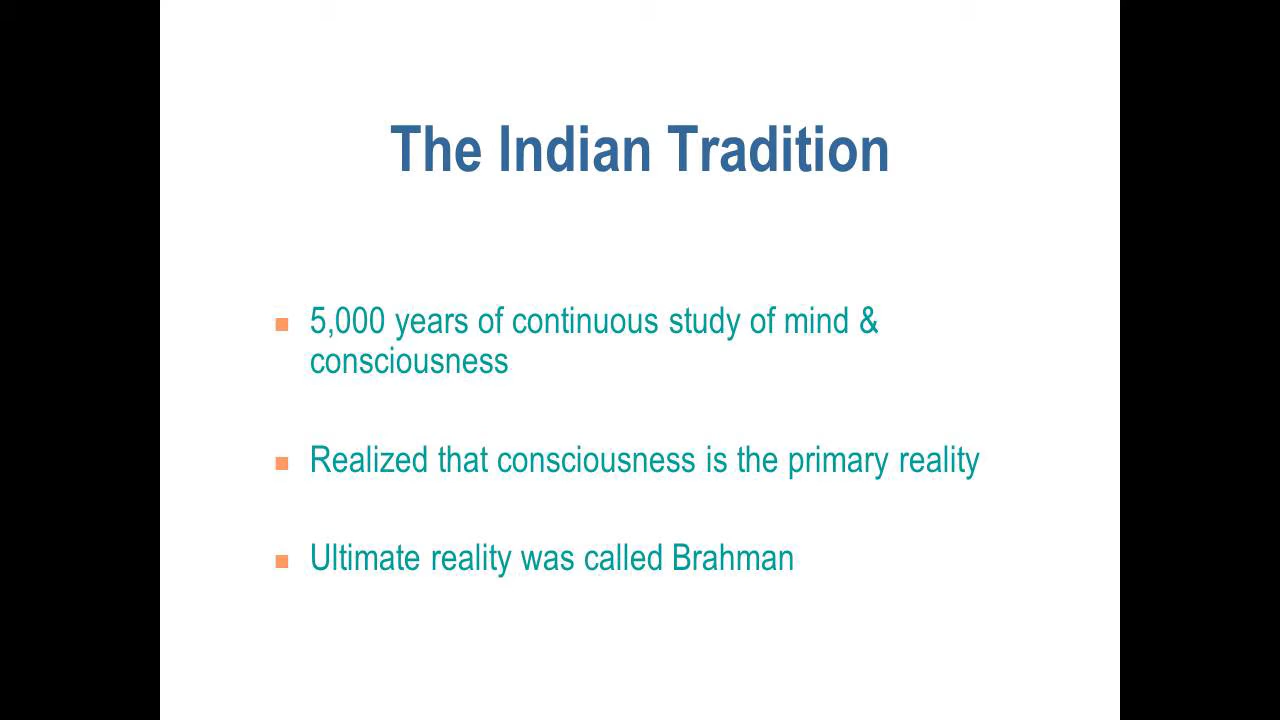 The Indian Tradition
5,000 years of continuous study of mind &
consciousness
Realized that consciousness is the primary reality
Ultimate reality was called Brahman